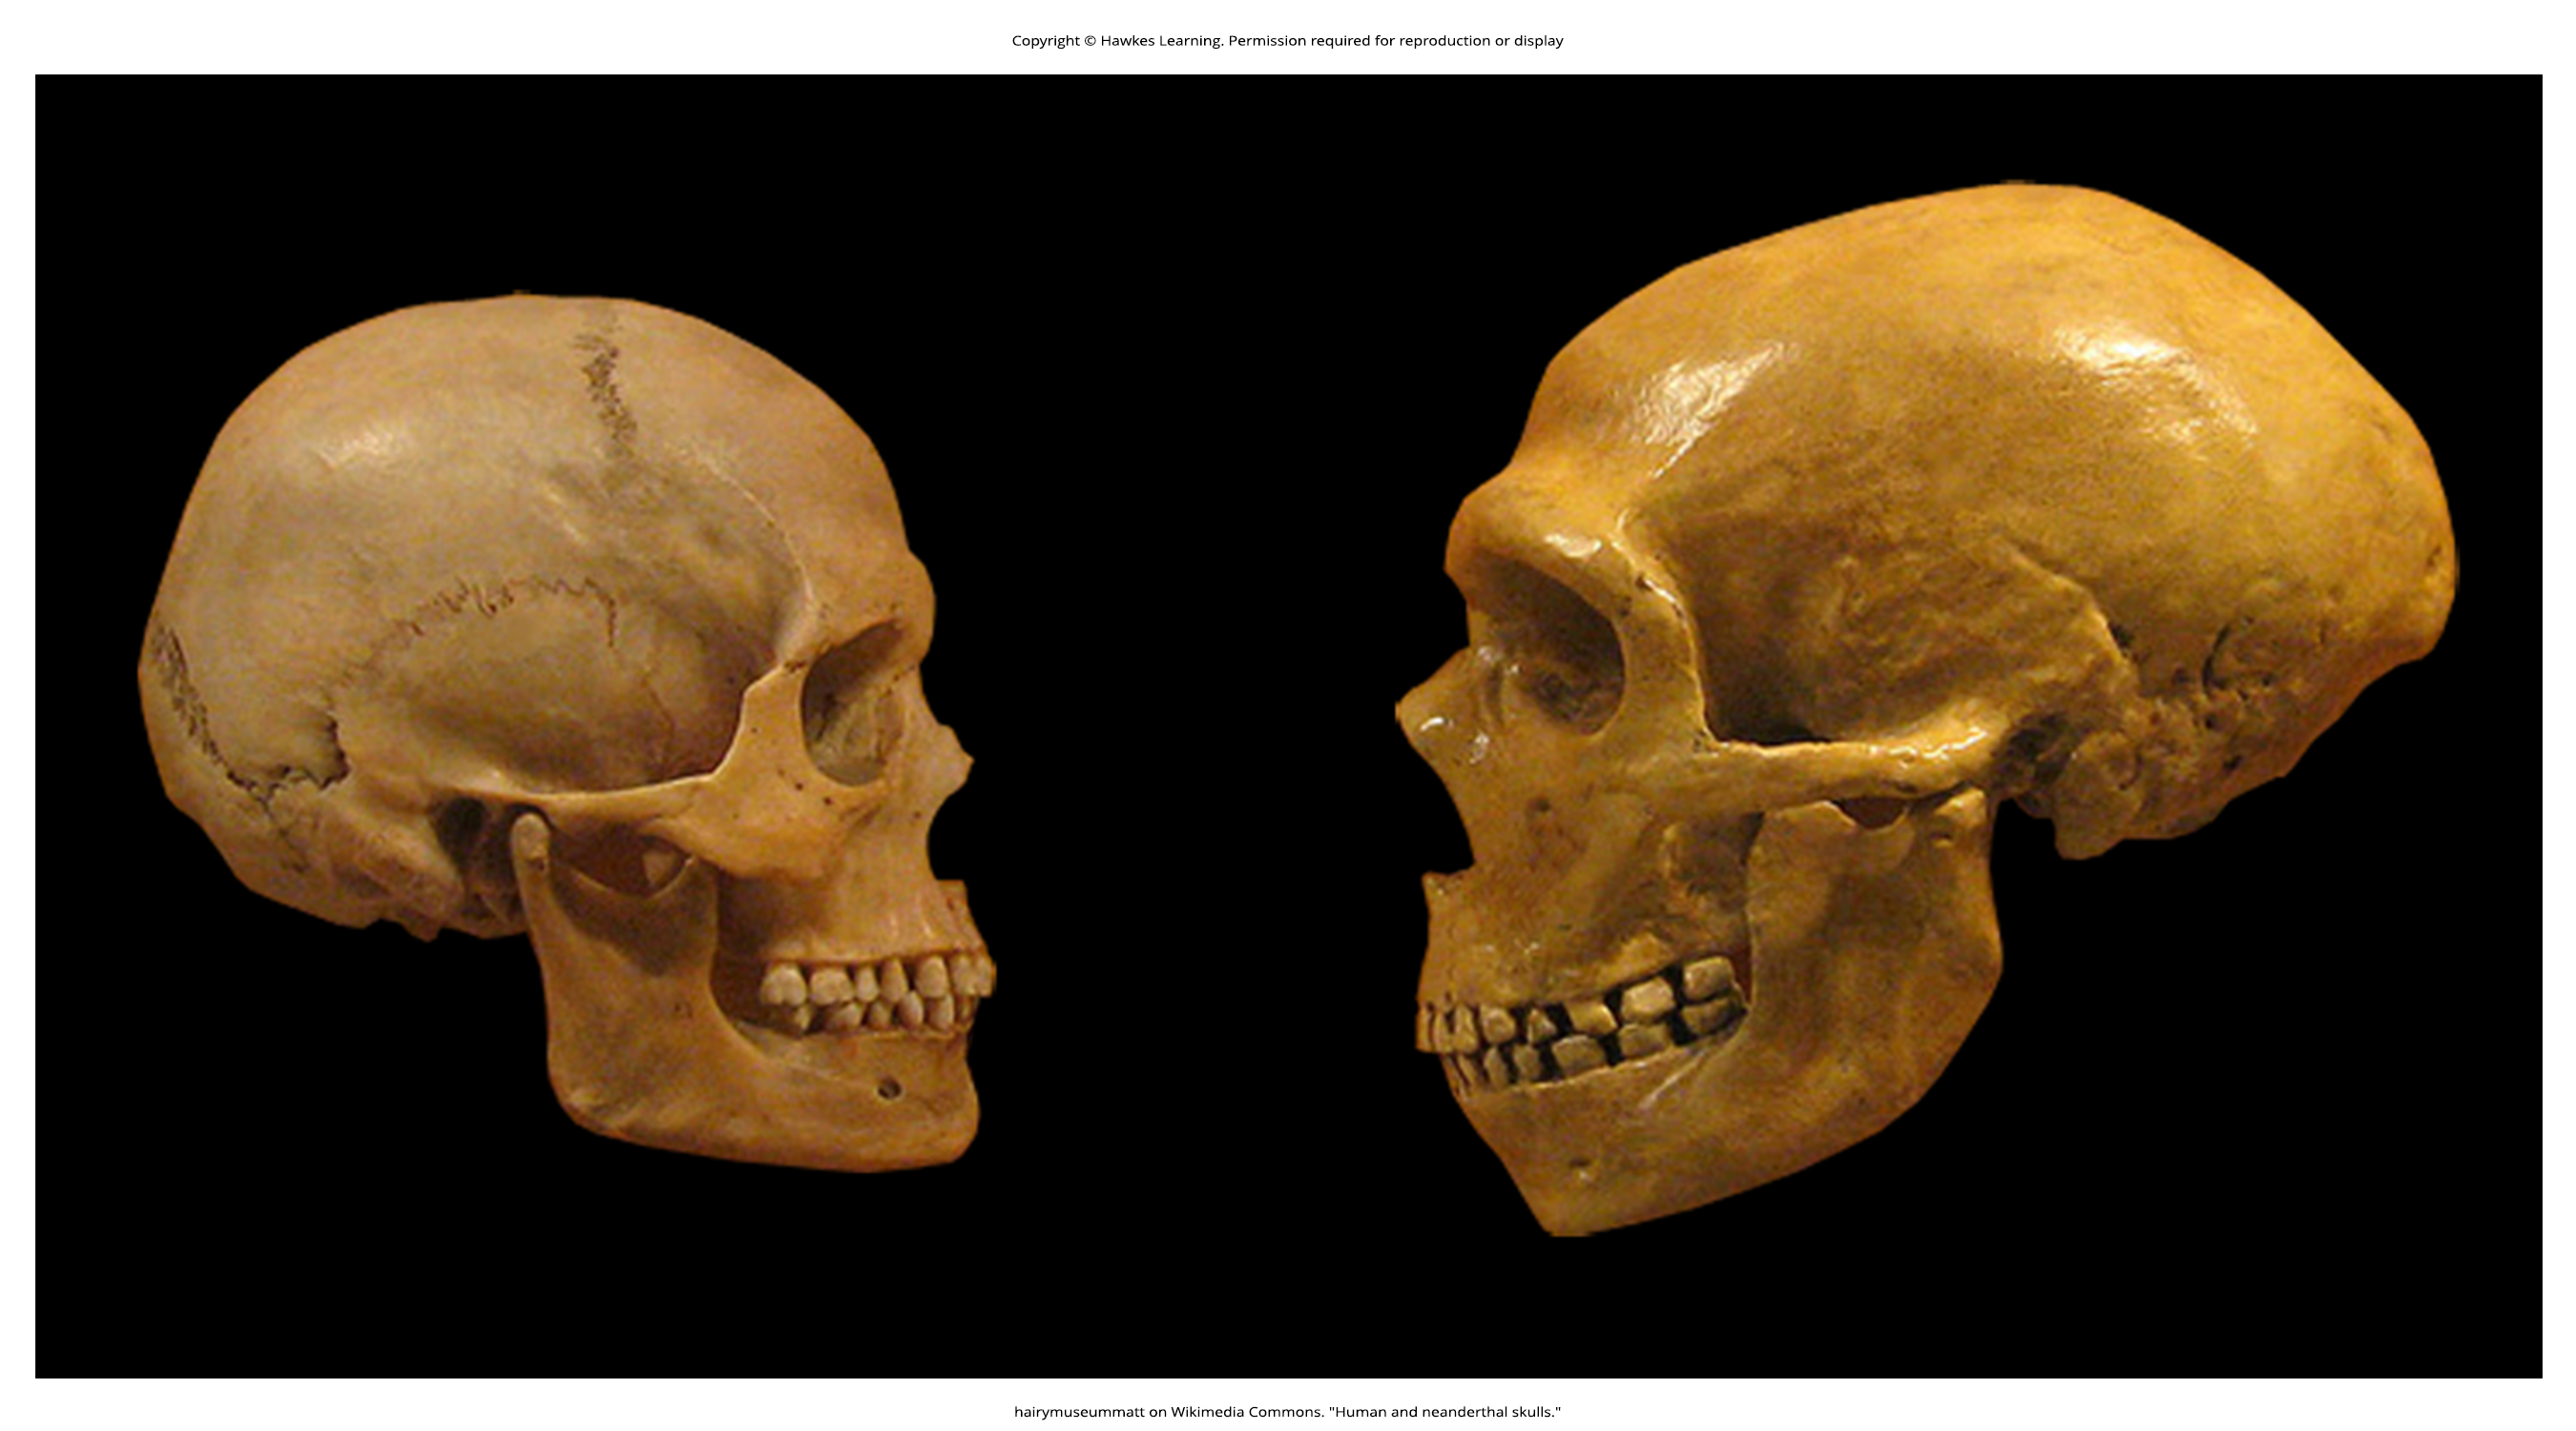 Copyright © Hawkes Learning. Permission required for reproduction or display
hairymuseummatt on Wikimedia Commons. "Human and neanderthal skulls."